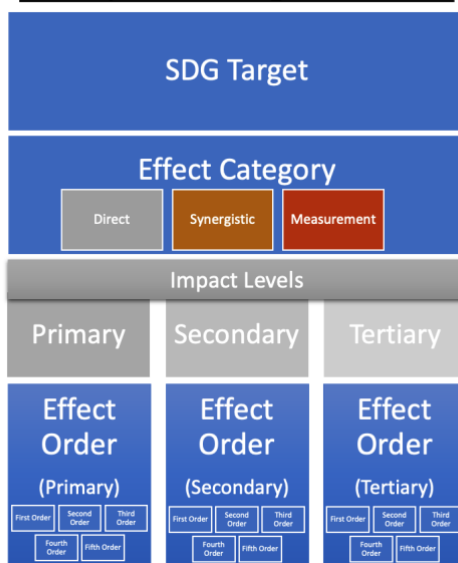 SDG Target
Effect Category
Direct
Synergistic
Measurement
Impact Levels
Primary
Secondary
Tertiary
Effect
Order
(Primary)
First Order
Second
Order
Third
Order
Fourth
Order
Fifth Order
Effect
Order
(Secondary)
First Order
Second
Order
Third
Order
Fourth
Order
Fifth Order
Effect
Order
(Tertiary)
First Order
Second
Order
Third
Order
Fourth
Order
Fifth Order